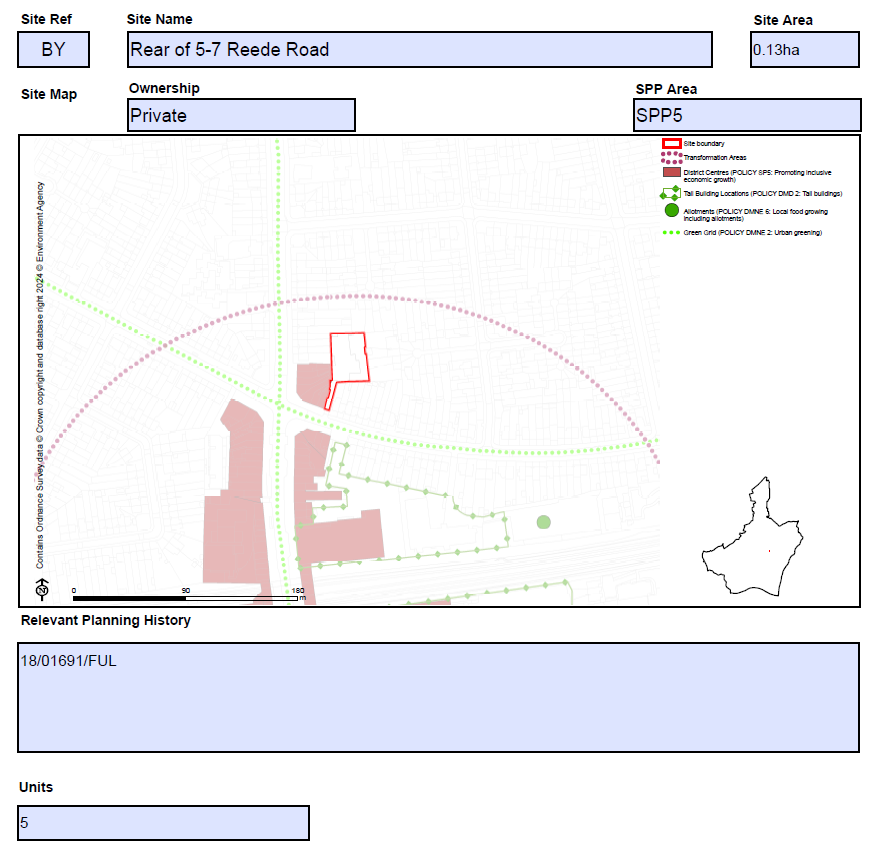 Site Ref
Site Name
Site Area
BY
Rear of 5-7 Reede Road
0.13ha
Site Map
Ownership
SPP Area
Private
SPP5
Site boundary
Transformation Areas
District Centres (POLICY SP5: Promoting inclusive
economic growth)
Tall Building Locations (POLICY DMD 2: Tall buildings)
Allotments (POLICY DMNE 6: Local food growing
including allotments)
Green Grid (POLICY DMNE 2: Urban greening)
Contains Ordnance Survey data © Crown copyright and database right 2024 © Environment Agency
N
0 90 180
m
Relevant Planning History
18/01691/FUL
Units
5